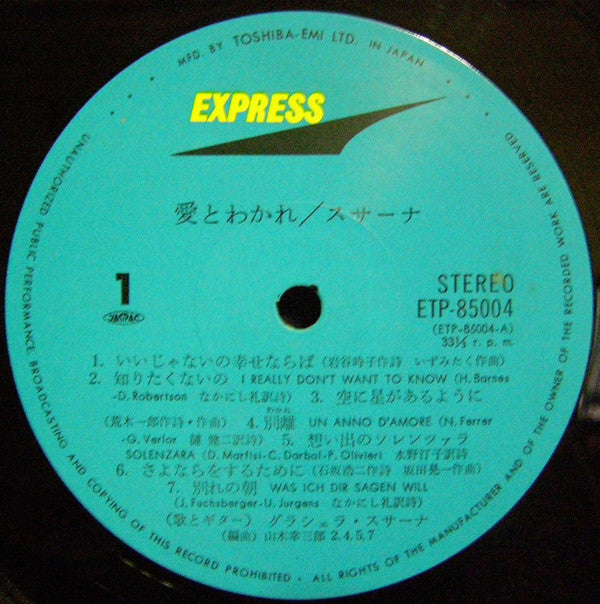 MFD. BY TOSHIBA-EMI LTD. IN JAPAN
EXPRESS
愛とわかれ/スサーナ
1
JASRAC
STEREO
ETP-85004
(ETP-85004-A)
33⅓ r. p. m.
1. いいじゃないの幸せならば (岩谷時子作詩 いずみたく作曲)
2. 知りたくないの I REALLY DON'T WANT TO KNOW (H. Barnes
-D. Robertson なかにし礼訳詩) 3. 空に星があるように
(荒木一郎作詩・作曲) 4. 別離 わかれ UN ANNO D'AMORE (N. Ferrer
-G. Verlor 健二訳詩) 5. 想い出のソレンツァラ
SOLENZARA (D. Marfisi-C. Darbal-P. Olivieri 水野汀子訳詩
6. さよならをするために (石坂浩二作詩 坂田晃一作曲)
7. 別れの朝 WAS ICH DIR SAGEN WILL
(J. Fuchsberger-U. Jurgens なかにし礼訳詩)
(歌とギター) グラシェラ・スサーナ
(編曲) 山木幸三郎 2.4.5.7
UNAUTHORIZED PUBLIC PERFORMANCE BROADCASTING AND COPYING OF THIS RECORD PROHIBITED · ALL RIGHTS OF THE MANUFACTURER AND OF THE OWNER OF THE RECORDED WORK ARE RESERVED